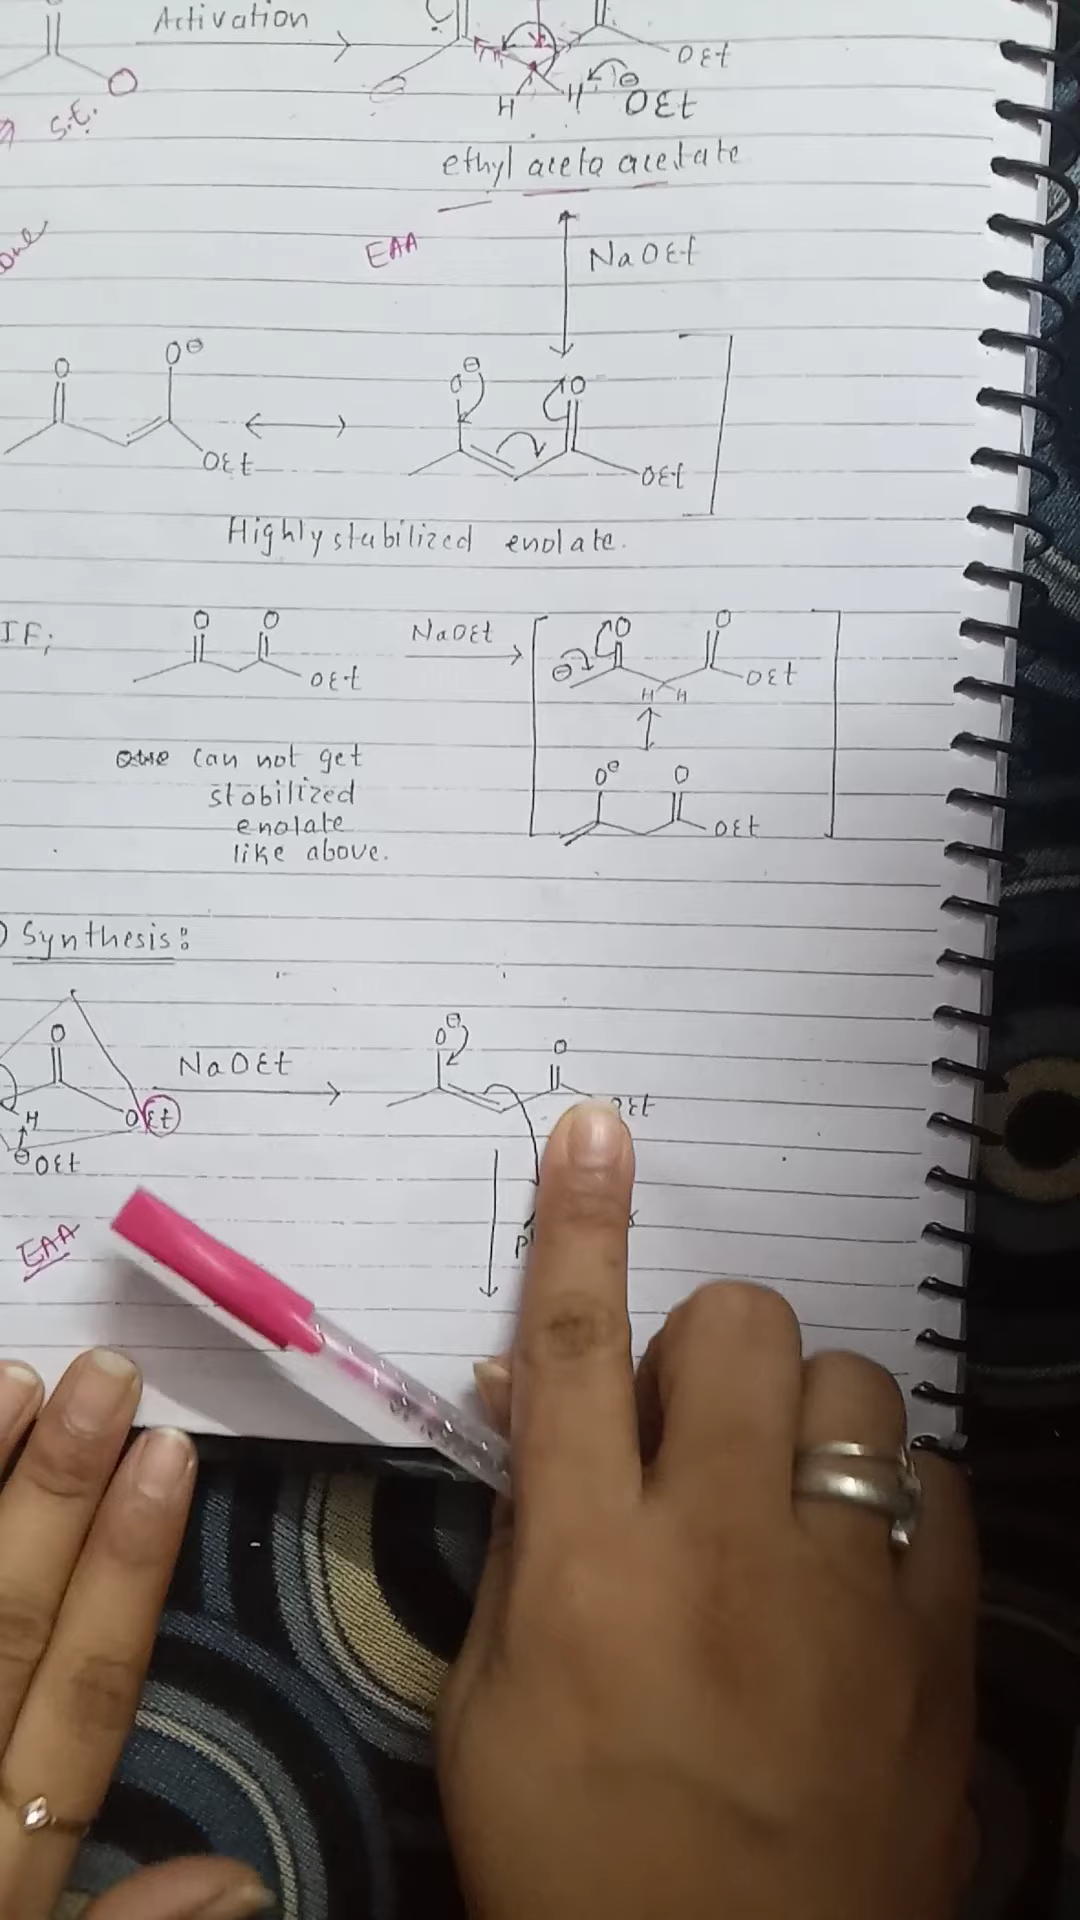 Activation
O
s.t.
OEt
H H ⊖OEt
ethyl aceto acetate
EAA
NaOEt
O O⊖
OEt
O⊖ O
OEt
Highly stabilized enolate.
IF;
O O
OEt
NaOEt
⊖ O O
OEt
H H
O⊖ O
OEt
can not get
stabilized
enolate
like above.
Synthesis:
O
H
OEt
⊖OEt
NaOEt
O⊖ O
Et
EAA